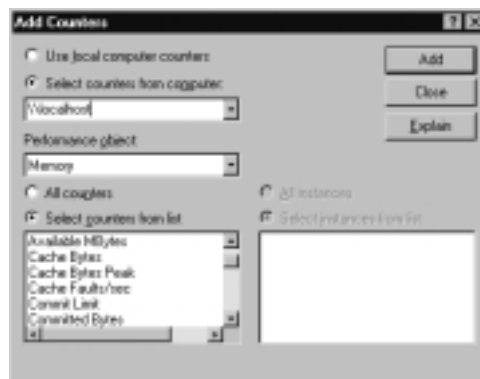 Add Counters
Use local computer counters
Select counters from computer:
\\localhost
Performance object:
Memory
All counters
Select counters from list
Available MBytes
Cache Bytes
Cache Bytes Peak
Cache Faults/sec
Commit Limit
Committed Bytes
All instances
Select instances from list
Add
Close
Explain